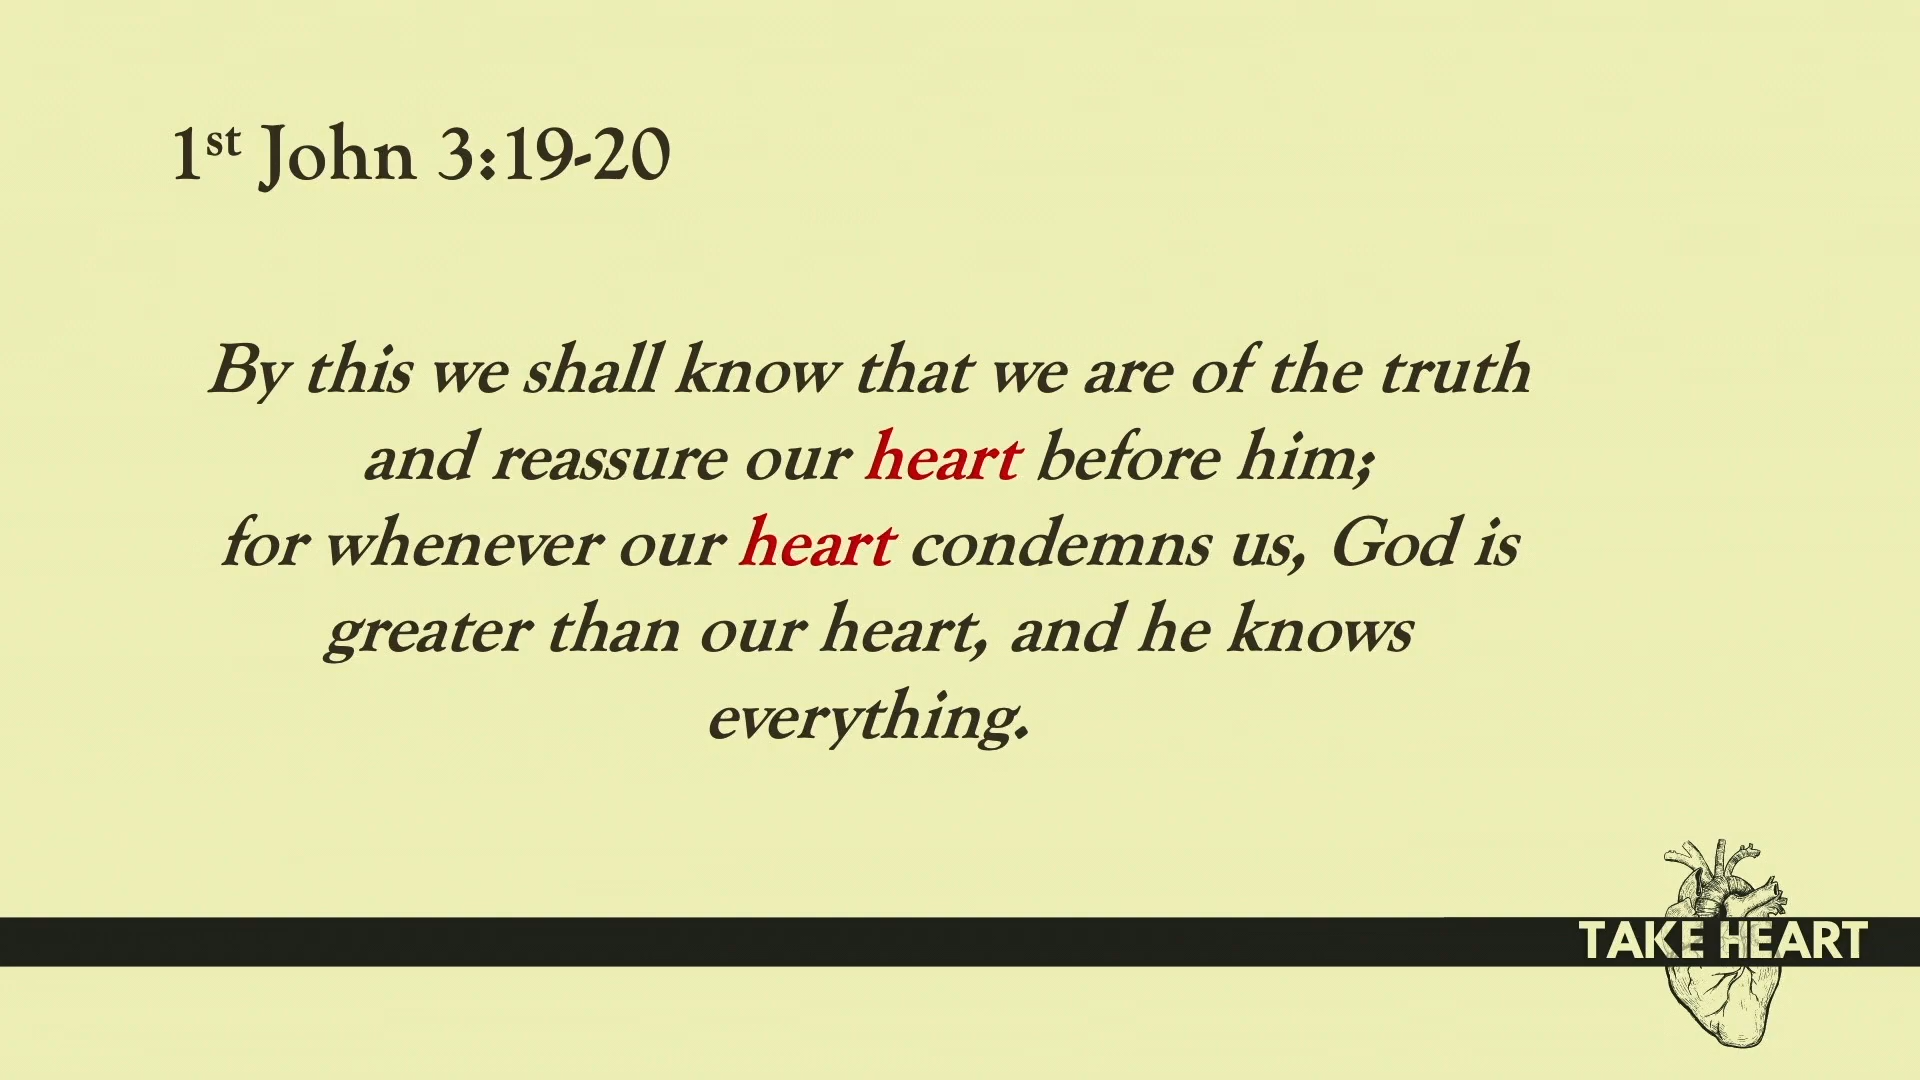 1st John 3:19-20
By this we shall know that we are of the truth
and reassure our heart before him;
for whenever our heart condemns us, God is
greater than our heart, and he knows
everything.
TAKE HEART